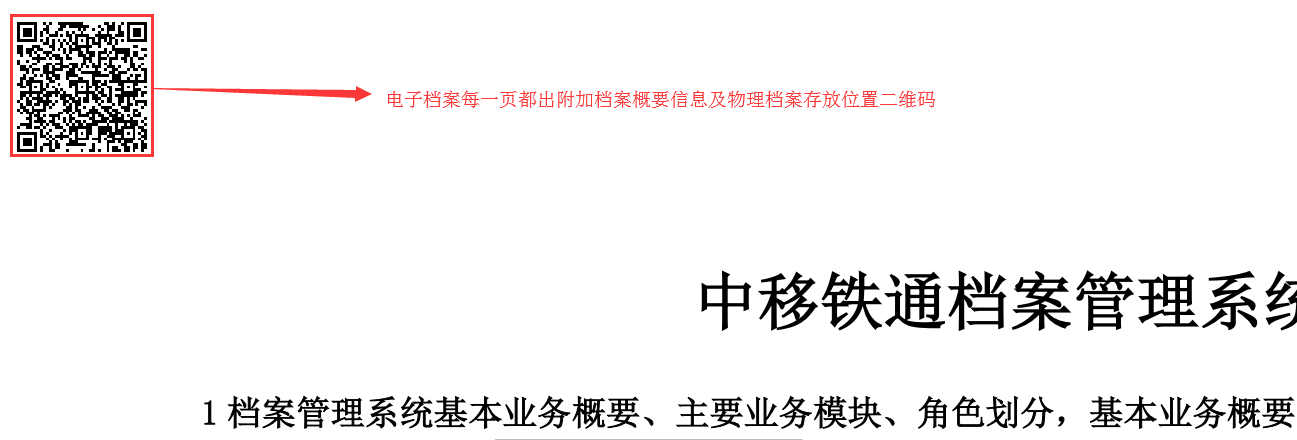 电子档案每一页都出附加档案概要信息及物理档案存放位置二维码
中移铁通档案管理系统
1 档案管理系统基本业务概要、主要业务模块、角色划分，基本业务概要